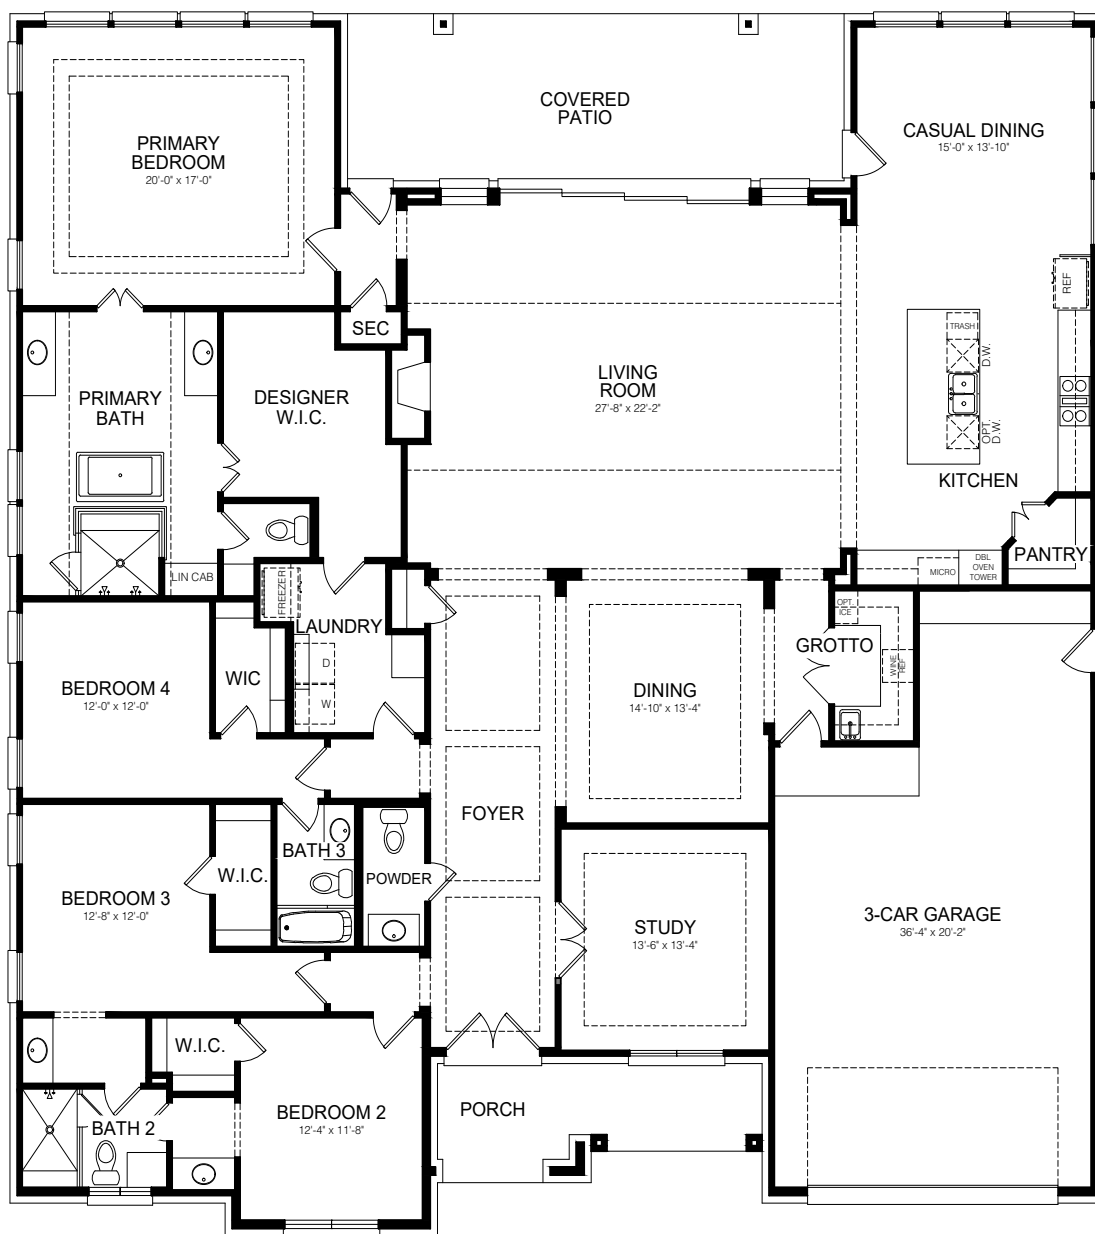 COVERED
PATIO
CASUAL DINING
15'-0" x 13'-10"
PRIMARY
BEDROOM
20'-0" x 17'-0"
REF
SEC
TRASH
D.W.
LIVING
ROOM
27'-8" x 22'-2"
PRIMARY
BATH
DESIGNER
W.I.C.
OPT.
D.W.
KITCHEN
PANTRY
DBL
OVEN
TOWER
MICRO
LIN CAB
FREEZER
OPT.
ICE
LAUNDRY
GROTTO
WINE
REF
D
W
WIC
BEDROOM 4
12'-0" x 12'-0"
DINING
14'-10" x 13'-4"
FOYER
BATH 3
POWDER
W.I.C.
BEDROOM 3
12'-8" x 12'-0"
STUDY
13'-6" x 13'-4"
3-CAR GARAGE
36'-4" x 20'-2"
W.I.C.
BEDROOM 2
12'-4" x 11'-8"
PORCH
BATH 2